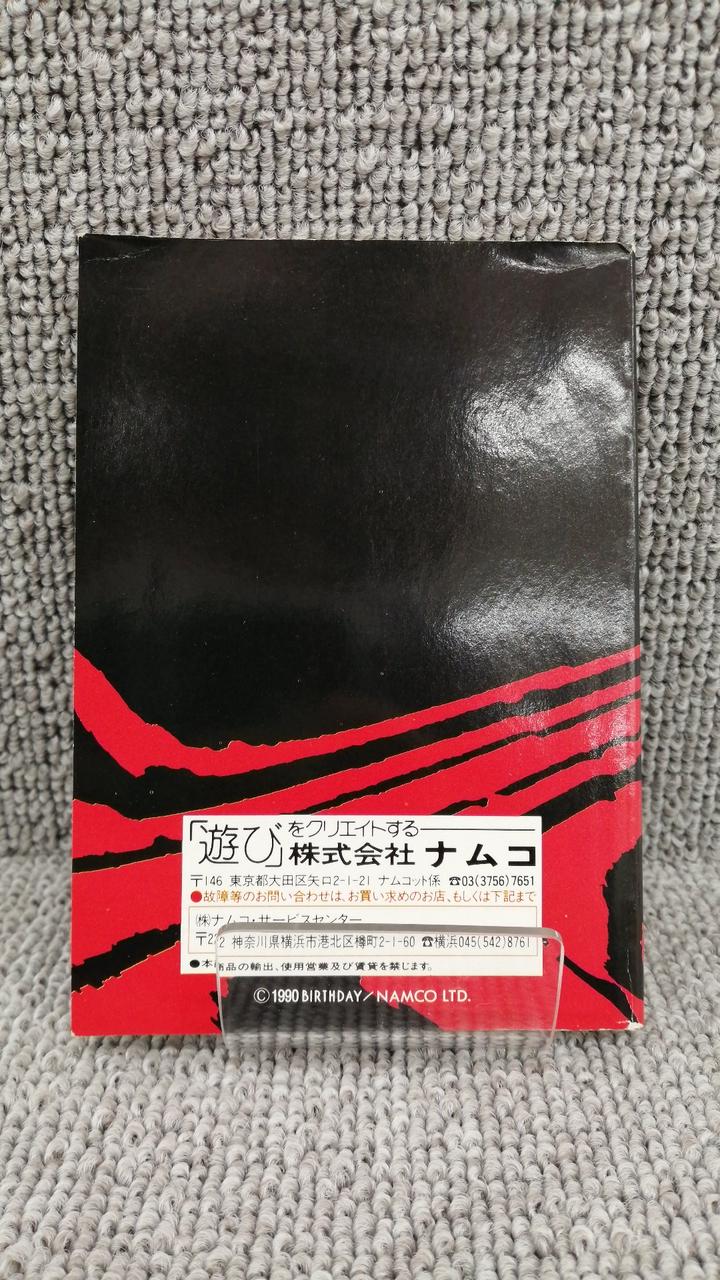 「遊び」をクリエイトする
株式会社 ナムコ
〒146 東京都大田区矢口2-1-21 ナムコット係 ☎03(3756)7651
●故障等のお問い合わせは、お買い求めのお店、もしくは下記まで
㈱ナムコ・サービスセンター
〒222 神奈川県横浜市港北区樽町2-1-60 ☎横浜045(542)8761
●本商品の輸出、使用営業及び賃貸を禁じます。
©1990 BIRTHDAY/NAMCO LTD.